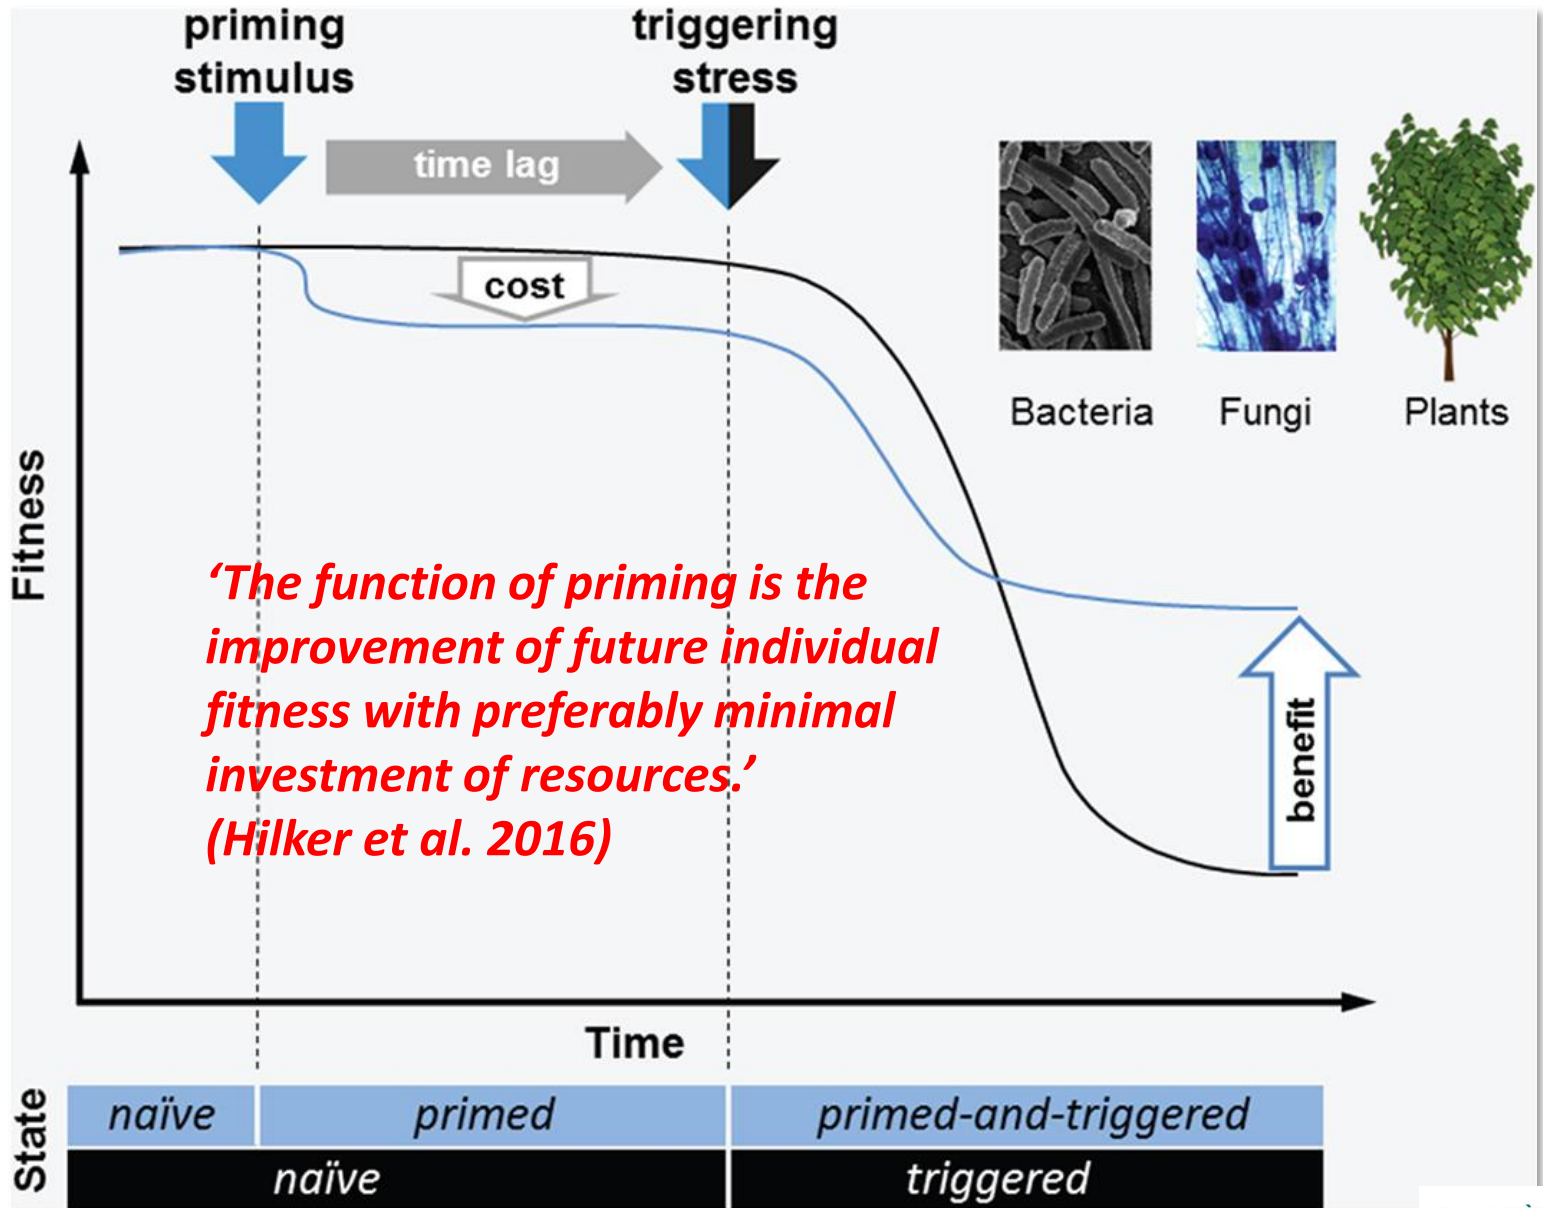 priming
stimulus
triggering
stress
time lag
cost
Bacteria
Fungi
Plants
Fitness
‘The function of priming is the
improvement of future individual
fitness with preferably minimal
investment of resources.’
(Hilker et al. 2016)
benefit
Time
State
naïve
primed
primed-and-triggered
naïve
triggered